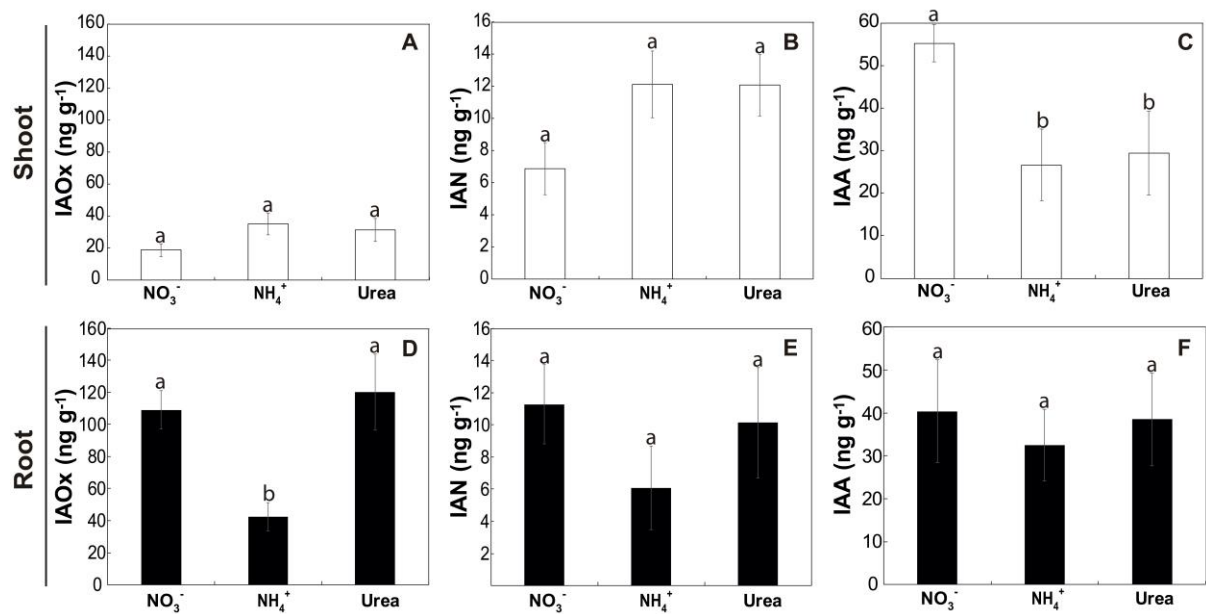 Shoot
IAOx (ng g⁻¹)
160
140
120
100
80
60
40
20
0
A
a
a
a
NO₃⁻
NH₄⁺
Urea
IAN (ng g⁻¹)
16
14
12
10
8
6
4
2
0
B
a
a
a
NO₃⁻
NH₄⁺
Urea
IAA (ng g⁻¹)
60
50
40
30
20
10
0
C
a
b
b
NO₃⁻
NH₄⁺
Urea
Root
IAOx (ng g⁻¹)
160
140
120
100
80
60
40
20
0
D
a
b
a
NO₃⁻
NH₄⁺
Urea
IAN (ng g⁻¹)
16
14
12
10
8
6
4
2
E
a
a
a
NO₃⁻
NH₄⁺
Urea
IAA (ng g⁻¹)
60
50
40
30
20
10
0
F
a
a
a
NO₃⁻
NH₄⁺
Urea